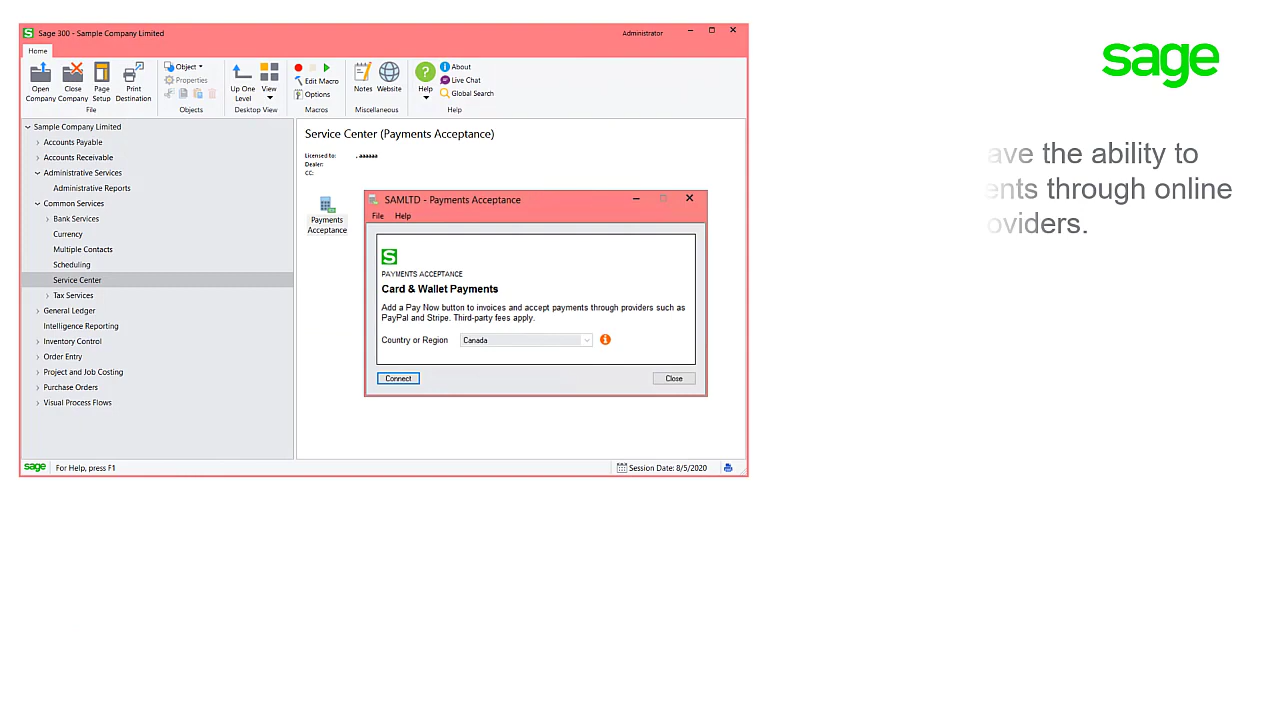 Sage 300 - Sample Company Limited
Administrator
Home
Open Company
Close Company
Page Setup
Print Destination
File
Object
Properties
Objects
Up One Level
View
Desktop View
Edit Macro
Options
Macros
Notes
Website
Miscellaneous
Help
About
Live Chat
Global Search
Help
Sample Company Limited
Accounts Payable
Accounts Receivable
Administrative Services
Administrative Reports
Common Services
Bank Services
Currency
Multiple Contacts
Scheduling
Service Center
Tax Services
General Ledger
Intelligence Reporting
Inventory Control
Order Entry
Project and Job Costing
Purchase Orders
Visual Process Flows
Service Center (Payments Acceptance)
Licensed to: . aaaaaa
Dealer:
CC:
Payments
Acceptance
SAMLTD - Payments Acceptance
File Help
S
PAYMENTS ACCEPTANCE
Card & Wallet Payments
Add a Pay Now button to invoices and accept payments through providers such as
PayPal and Stripe. Third-party fees apply.
Country or Region Canada
Connect
Close
sage
For Help, press F1
Session Date: 8/5/2020
sage
the ability to
through online